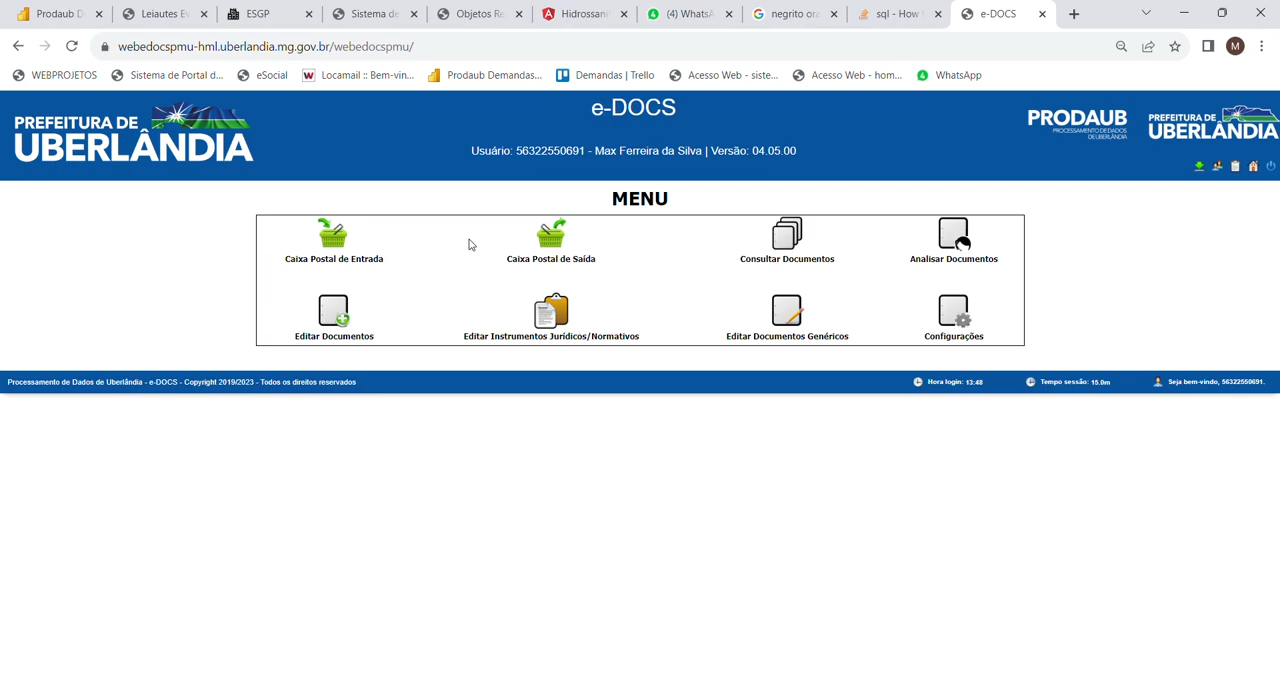 Prodaub D
Leiautes Ev
ESGP
Sistema de
Objetos Re
Hidrossani
(4) WhatsA
negrito ora
sql - How
e-DOCS
webedocspmu-hml.uberlandia.mg.gov.br/webedocspmu/
M
WEBPROJETOS
Sistema de Portal d...
eSocial
Locamail :: Bem-vin...
Prodaub Demandas...
Demandas | Trello
Acesso Web - siste...
Acesso Web - hom...
WhatsApp
PREFEITURA DE
UBERLÂNDIA
e-DOCS
Usuário: 56322550691 - Max Ferreira da Silva | Versão: 04.05.00
PRODAUB
PROCESSAMENTO DE DADOS
DE UBERLÂNDIA
PREFEITURA DE
UBERLÂNDIA
MENU
Caixa Postal de Entrada
Caixa Postal de Saída
Consultar Documentos
Analisar Documentos
Editar Documentos
Editar Instrumentos Jurídicos/Normativos
Editar Documentos Genéricos
Configurações
Processamento de Dados de Uberlândia - e-DOCS - Copyright 2019/2023 - Todos os direitos reservados
Hora login: 13:48
Tempo sessão: 15.0m
Seja bem-vindo, 56322550691.